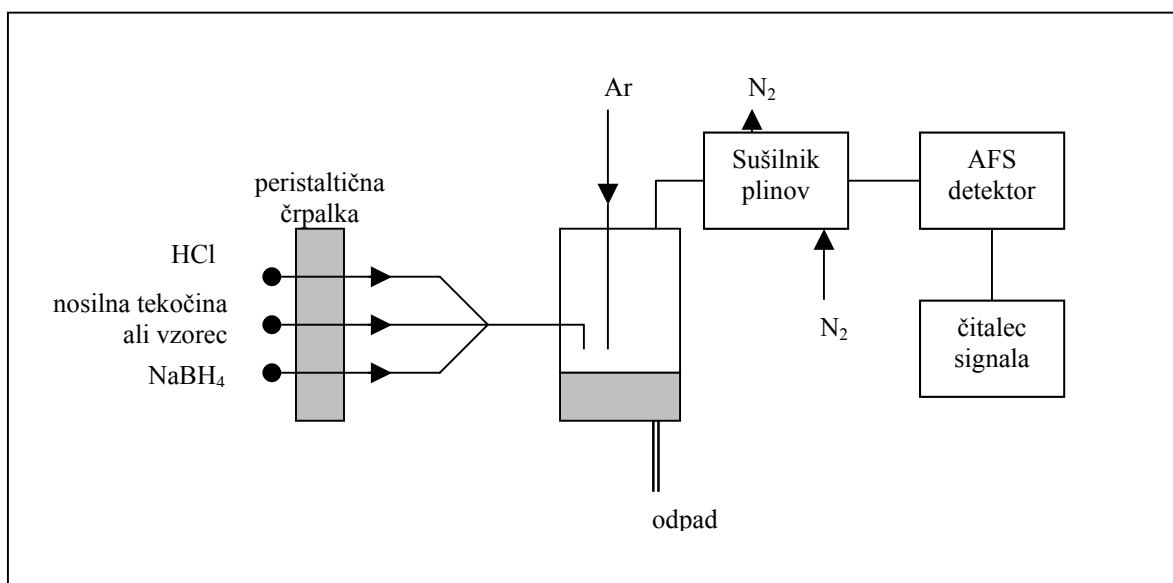 Ar
N₂
Sušilnik
plinov
AFS
detektor
peristaltična
črpalka
HCl
nosilna tekočina
ali vzorec
NaBH₄
N₂
čitalec
signala
odpad